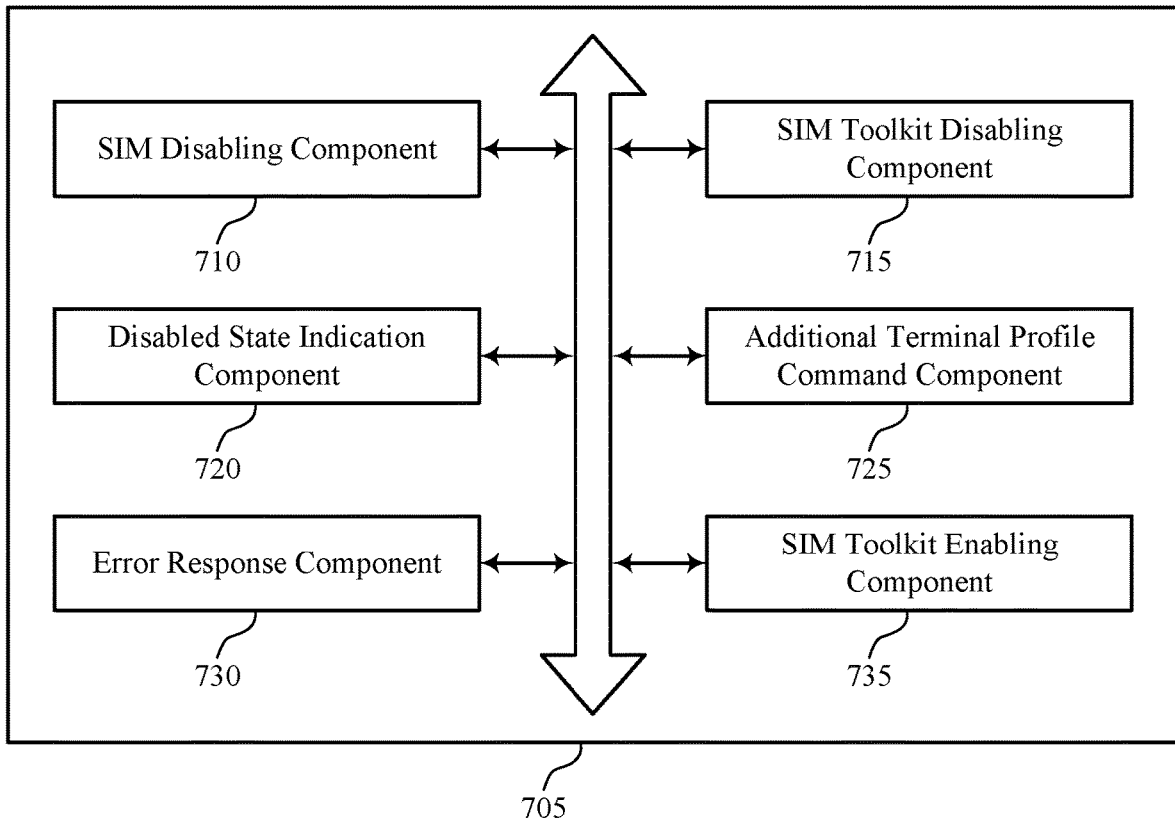 SIM Disabling Component
710
SIM Toolkit Disabling
Component
715
Disabled State Indication
Component
720
Additional Terminal Profile
Command Component
725
Error Response Component
730
SIM Toolkit Enabling
Component
735
705